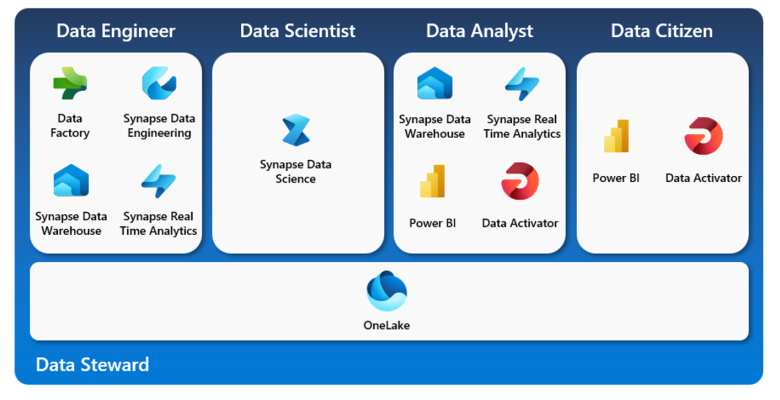 Data Engineer
Data Scientist
Data Analyst
Data Citizen
Data
Factory
Synapse Data
Engineering
Synapse Data
Warehouse
Synapse Real
Time Analytics
Synapse Data
Science
Synapse Data
Warehouse
Synapse Real
Time Analytics
Power BI
Data Activator
Power BI
Data Activator
OneLake
Data Steward